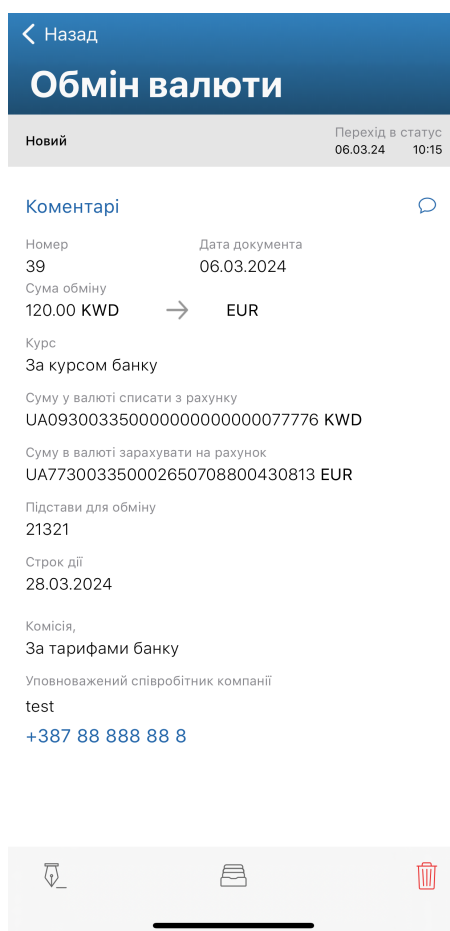 Назад
Обмін валюти
Новий
Перехід в статус
06.03.24 10:15
Коментарі
Номер Дата документа
39 06.03.2024
Сума обміну
120.00 KWD → EUR
Курс
За курсом банку
Суму у валюті списати з рахунку
UA093003350000000000000077776 KWD
Суму в валюті зарахувати на рахунок
UA773003350002650708800430813 EUR
Підстави для обміну
21321
Строк дії
28.03.2024
Комісія,
За тарифами банку
Уповноважений співробітник компанії
test
+387 88 888 88 8